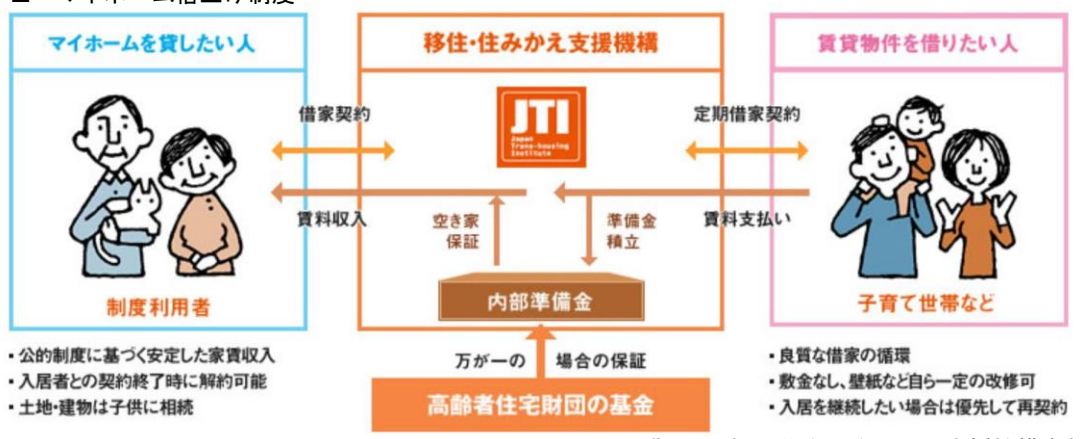 マイホームを貸したい人
移住・住みかえ支援機構
賃貸物件を借りたい人
JTI
Japan
Trans-housing
Institute
借家契約
定期借家契約
賃料収入
空き家
保証
準備金
積立
賃料支払い
制度利用者
内部準備金
子育て世帯など
▪公的制度に基づく安定した家賃収入
▪入居者との契約終了時に解約可能
▪土地・建物は子供に相続
万が一の 場合の保証
高齢者住宅財団の基金
▪良質な借家の循環
▪敷金なし、壁紙など自ら一定の改修可
▪入居を継続したい場合は優先して再契約